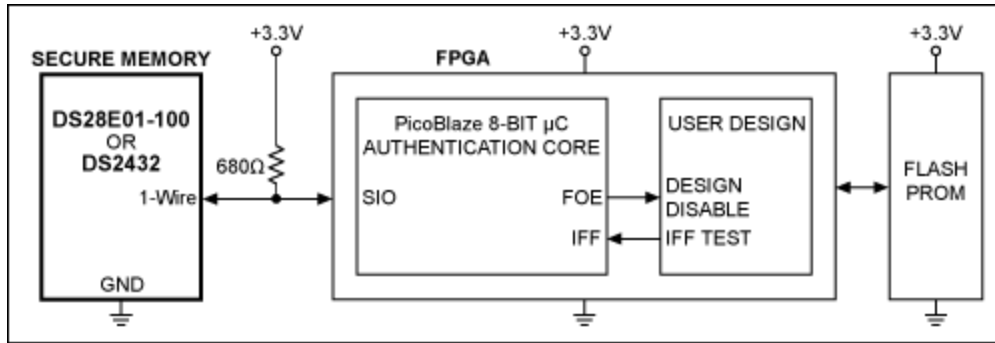 +3.3V
+3.3V
+3.3V
SECURE MEMORY
FPGA
DS28E01-100
OR
DS2432
1-Wire
GND
680Ω
PicoBlaze 8-BIT µC
AUTHENTICATION CORE
SIO
FOE
IFF
USER DESIGN
DESIGN
DISABLE
IFF TEST
FLASH
PROM